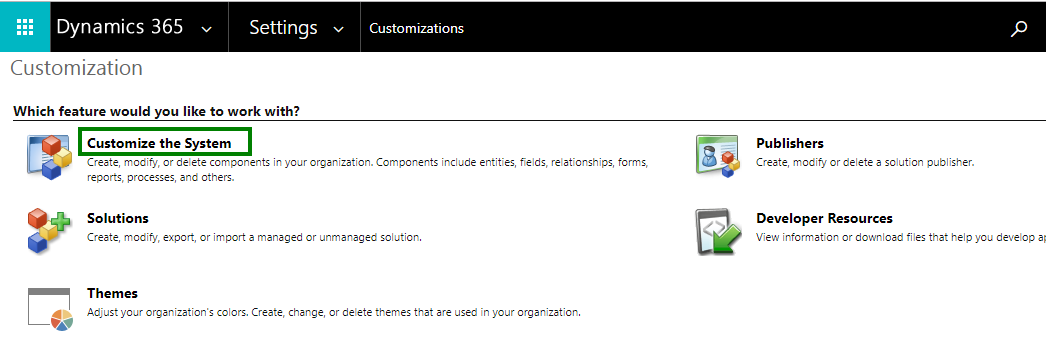 Dynamics 365
Settings
Customizations
Customization
Which feature would you like to work with?
Customize the System
Create, modify, or delete components in your organization. Components include entities, fields, relationships, forms,
reports, processes, and others.
Publishers
Create, modify or delete a solution publisher.
Solutions
Create, modify, export, or import a managed or unmanaged solution.
Developer Resources
View information or download files that help you develop
Themes
Adjust your organization's colors. Create, change, or delete themes that are used in your organization.